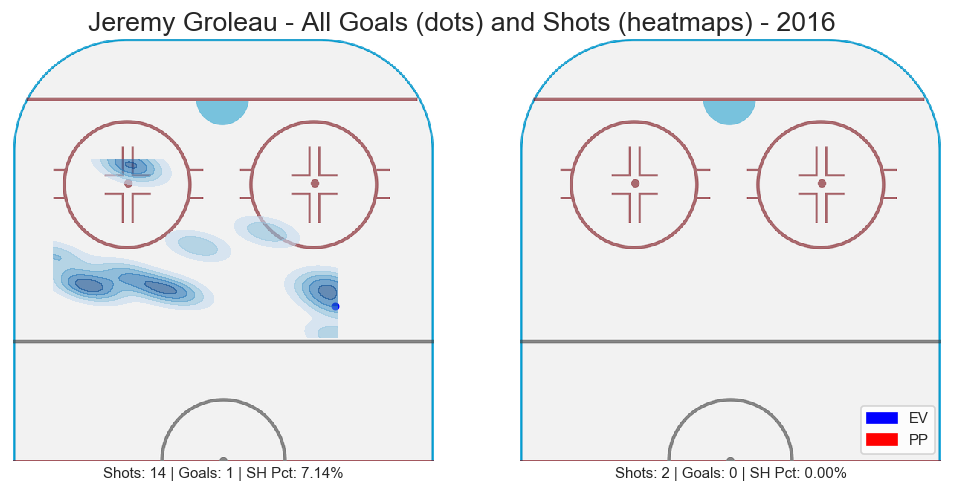 Jeremy Groleau - All Goals (dots) and Shots (heatmaps) - 2016
EV
PP
Shots: 14 | Goals: 1 | SH Pct: 7.14%
Shots: 2 | Goals: 0 | SH Pct: 0.00%